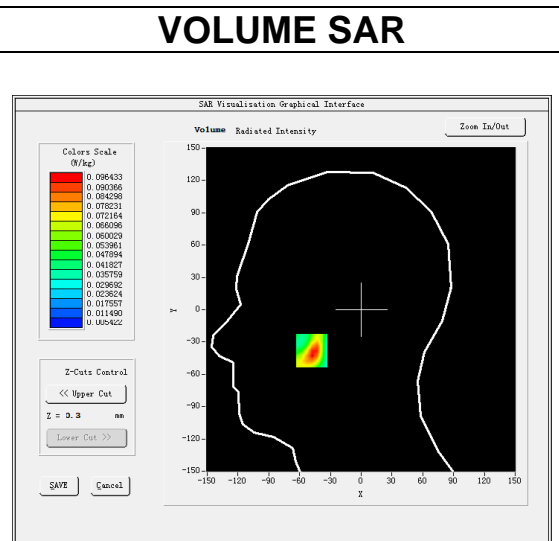 VOLUME SAR
SAR Visualisation Graphical Interface
Volume Radiated Intensity
Zoom In/Out
Colors Scale
(W/kg)
0.096433
0.090366
0.084298
0.078231
0.072164
0.066096
0.060029
0.053961
0.047894
0.041827
0.035759
0.029692
0.023624
0.017557
0.011490
0.005422
Z-Cuts Control
<< Upper Cut
Z = 0.3 mm
Lower Cut >>
SAVE Cancel
150
120
90
60
30
0
-30
-60
-90
-120
-150
Y
-150 -120 -90 -60 -30 0 30 60 90 120 150
X